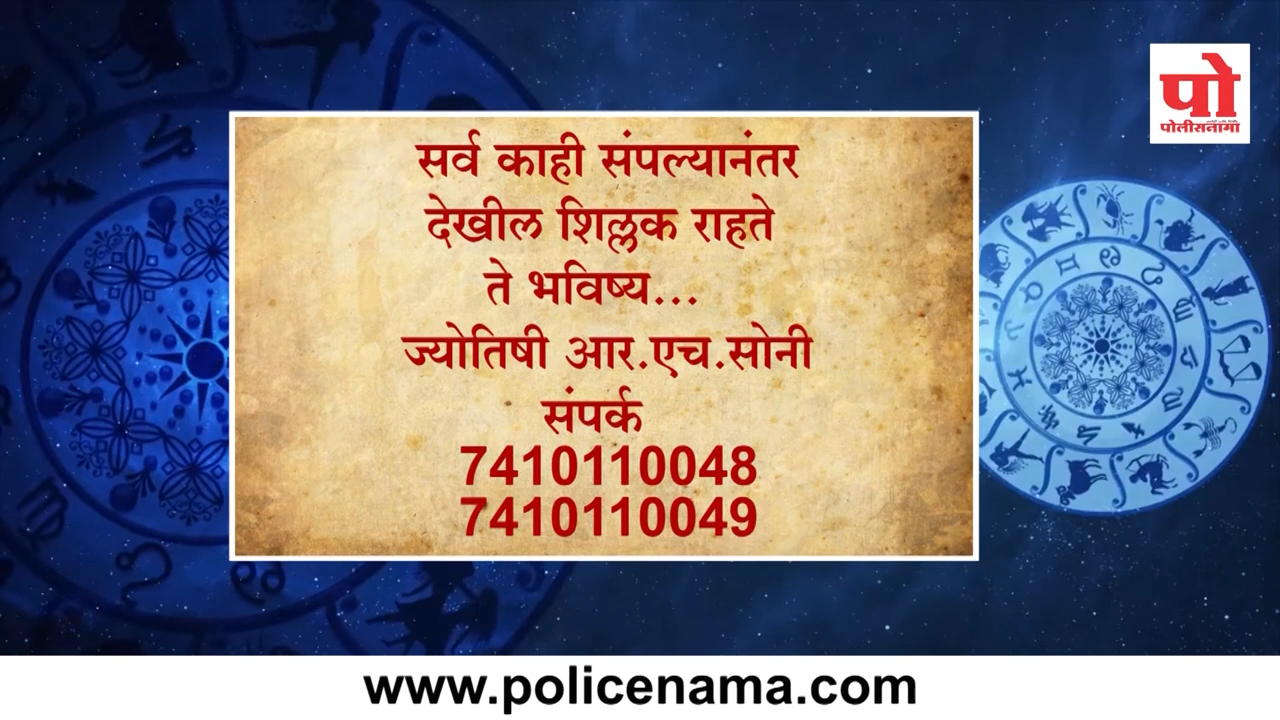 पो
पोलीसनामा
सर्व काही संपल्यानंतर
देखील शिल्लक राहते
ते भविष्य...
ज्योतिषी आर.एच.सोनी
संपर्क
7410110048
7410110049
www.policenama.com